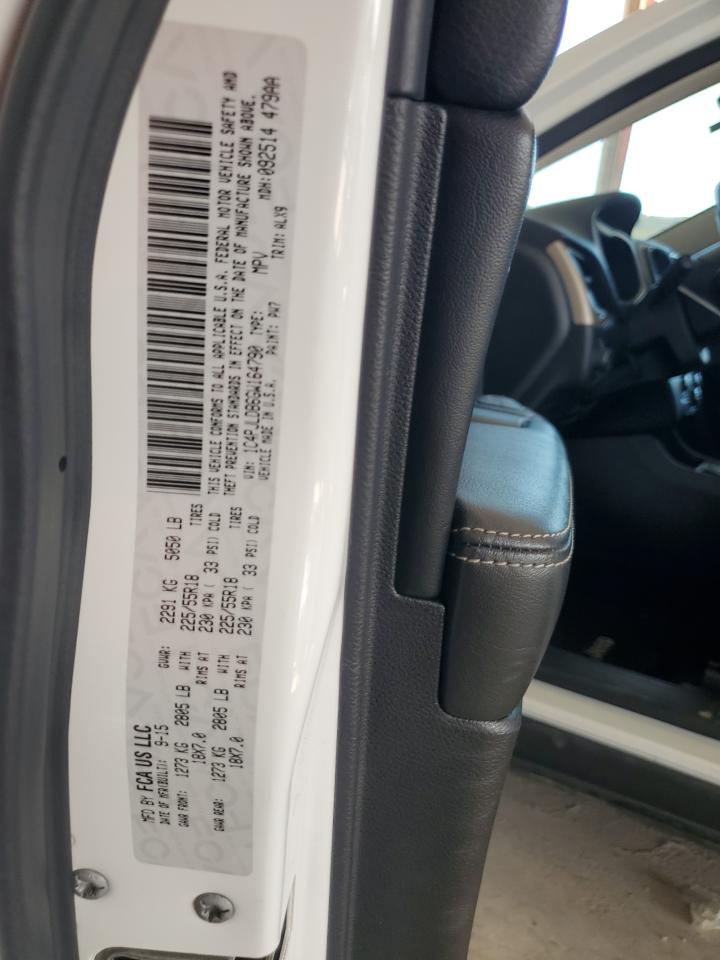 MFD BY FCA US LLC
DATE OF MFR(BUILT): 9-15 GVWR: 2291 KG 5050 LB
GAWR FRONT: 1273 KG 2805 LB WITH 225/55R18 TIRES
18X7.0 RIMS AT 230 KPA ( 33 PSI) COLD
GAWR REAR: 1273 KG 2805 LB WITH 225/55R18 TIRES
18X7.0 RIMS AT 230 KPA ( 33 PSI) COLD
THIS VEHICLE CONFORMS TO ALL APPLICABLE U.S.A. FEDERAL MOTOR VEHICLE SAFETY AND
THEFT PREVENTION STANDARDS IN EFFECT ON THE DATE OF MANUFACTURE SHOWN ABOVE.
VIN: 1C4PJLDB6GW164790 TYPE: MPV MDH:092514 479AA
VEHICLE MADE IN U.S.A. PAINT: PW7 TRIM: ALX9